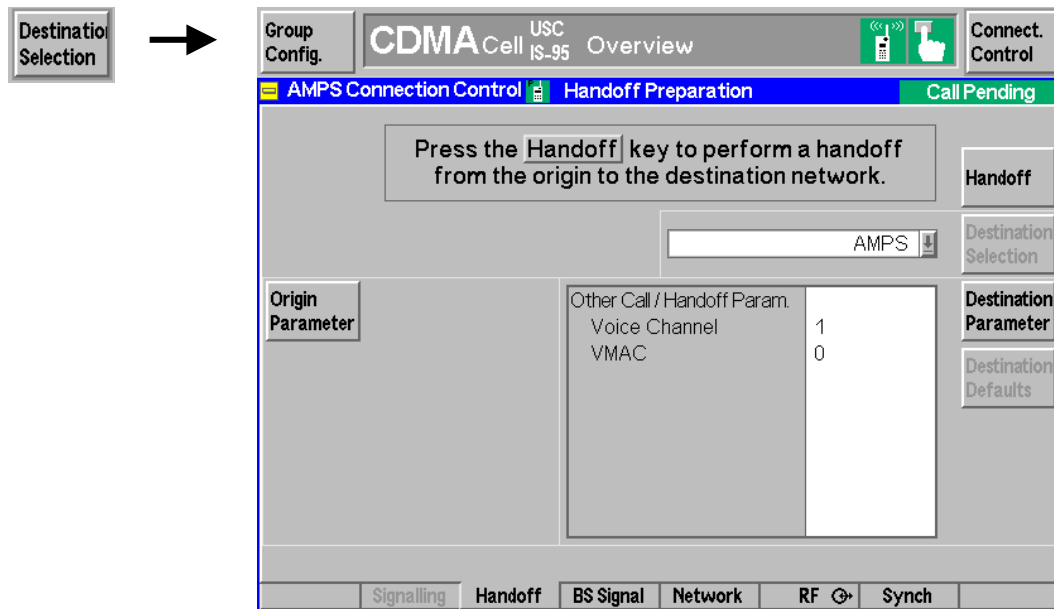 Destinatio
Selection
Group
Config.
CDMA Cell USC IS-95 Overview
Connect.
Control
AMPS Connection Control Handoff Preparation Call Pending
Press the Handoff key to perform a handoff
from the origin to the destination network.
Handoff
AMPS
Destination
Selection
Origin
Parameter
Other Call / Handoff Param.
Voice Channel 1
VMAC 0
Destination
Parameter
Destination
Defaults
Signalling Handoff BS Signal Network RF Synch